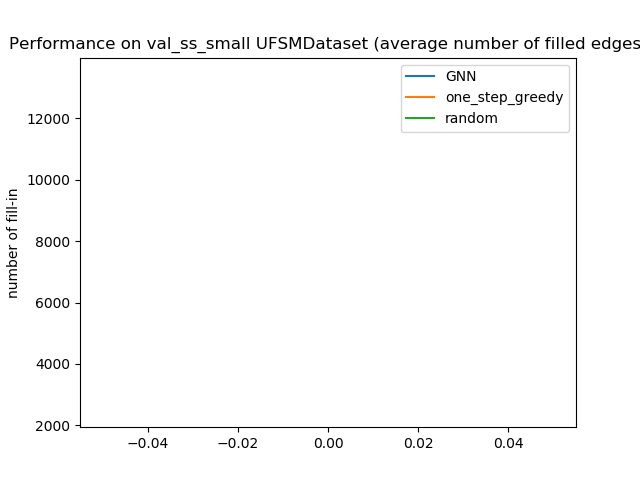 Performance on val_ss_small UFSMDataset (average number of filled edges
GNN
one_step_greedy
random
number of fill-in
12000
10000
8000
6000
4000
2000
−0.04 −0.02 0.00 0.02 0.04